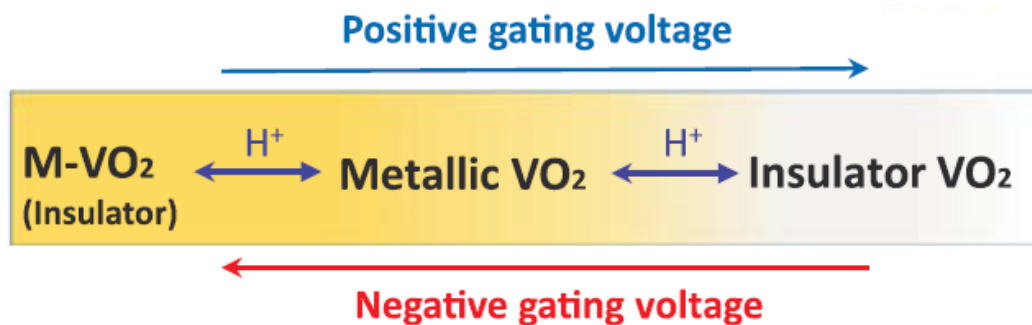 Positive gating voltage
H⁺ H⁺
M-VO₂ Metallic VO₂ Insulator VO₂
(Insulator)
Negative gating voltage